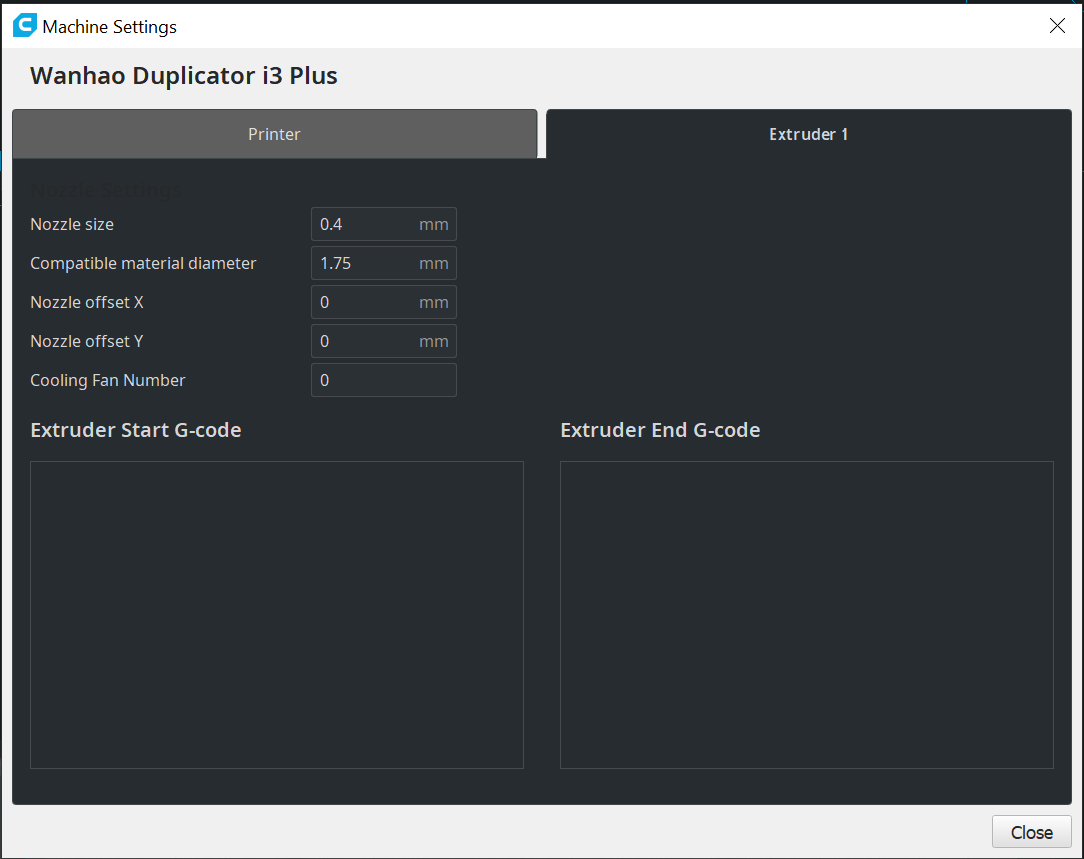 Machine Settings
Wanhao Duplicator i3 Plus
Printer
Extruder 1
Nozzle Settings
Nozzle size 0.4 mm
Compatible material diameter 1.75 mm
Nozzle offset X 0 mm
Nozzle offset Y 0 mm
Cooling Fan Number 0
Extruder Start G-code
Extruder End G-code
Close